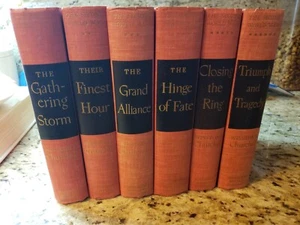 THE
Gath-
ering
Storm
THEIR
Finest
Hour
THE
Grand
Alliance
THE
Hinge
of Fate
Closing
the
Ring
Triumph
and
Tragedy